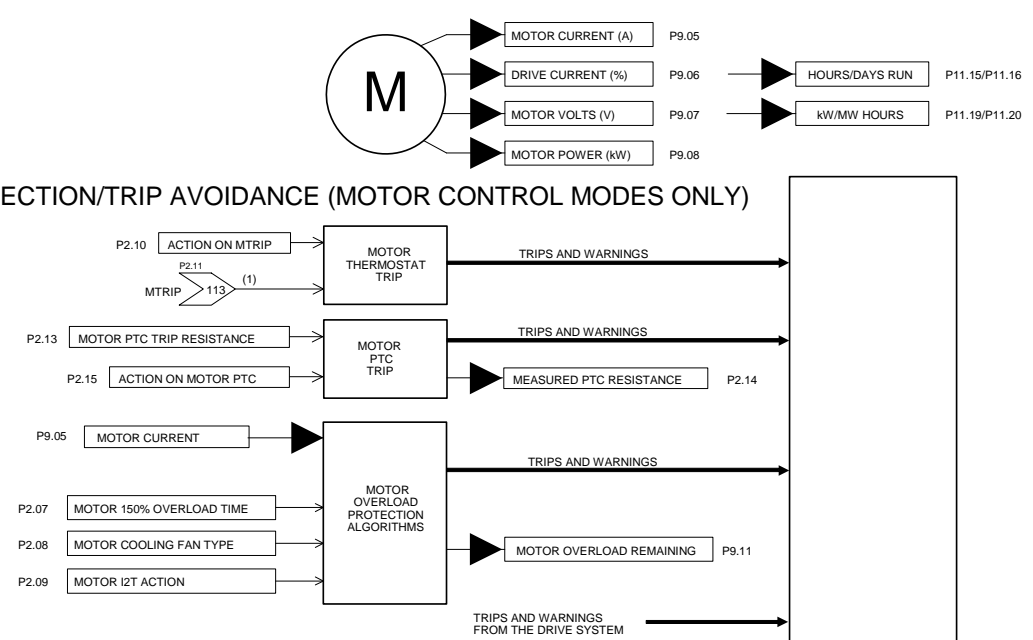 MOTOR CURRENT (A) P9.05
M
DRIVE CURRENT (%) P9.06
HOURS/DAYS RUN P11.15/P11.16
MOTOR VOLTS (V) P9.07
kW/MW HOURS P11.19/P11.20
MOTOR POWER (kW) P9.08
ECTION/TRIP AVOIDANCE (MOTOR CONTROL MODES ONLY)
P2.10 ACTION ON MTRIP
P2.11
MTRIP 113 (1)
MOTOR
THERMOSTAT
TRIP
TRIPS AND WARNINGS
P2.13 MOTOR PTC TRIP RESISTANCE
P2.15 ACTION ON MOTOR PTC
MOTOR
PTC
TRIP
TRIPS AND WARNINGS
MEASURED PTC RESISTANCE P2.14
P9.05 MOTOR CURRENT
P2.07 MOTOR 150% OVERLOAD TIME
P2.08 MOTOR COOLING FAN TYPE
P2.09 MOTOR I2T ACTION
MOTOR
OVERLOAD
PROTECTION
ALGORITHMS
TRIPS AND WARNINGS
MOTOR OVERLOAD REMAINING P9.11
TRIPS AND WARNINGS
FROM THE DRIVE SYSTEM